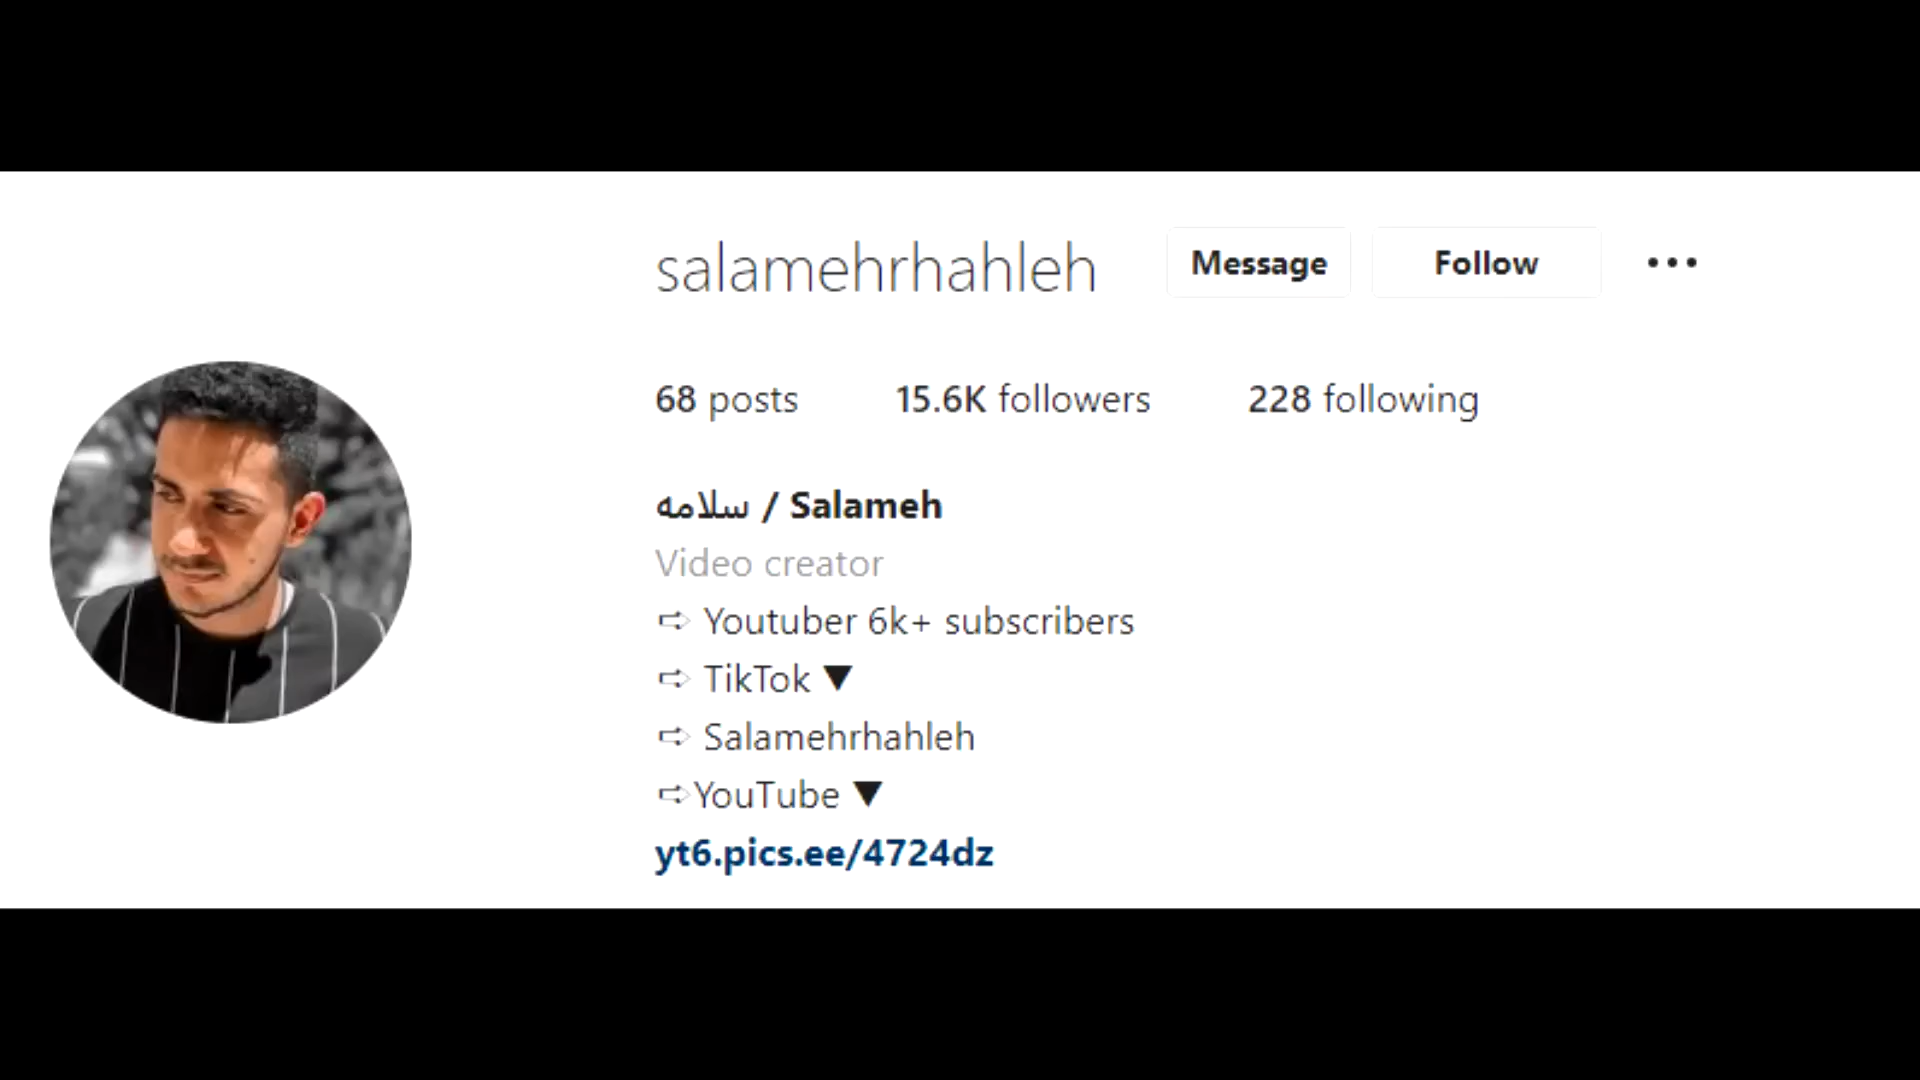 salamehrhahleh Message Follow •••
68 posts 15.6K followers 228 following
سلامه / Salameh
Video creator
⇨ Youtuber 6k+ subscribers
⇨ TikTok ▼
⇨ Salamehrhahleh
⇨YouTube ▼
yt6.pics.ee/4724dz